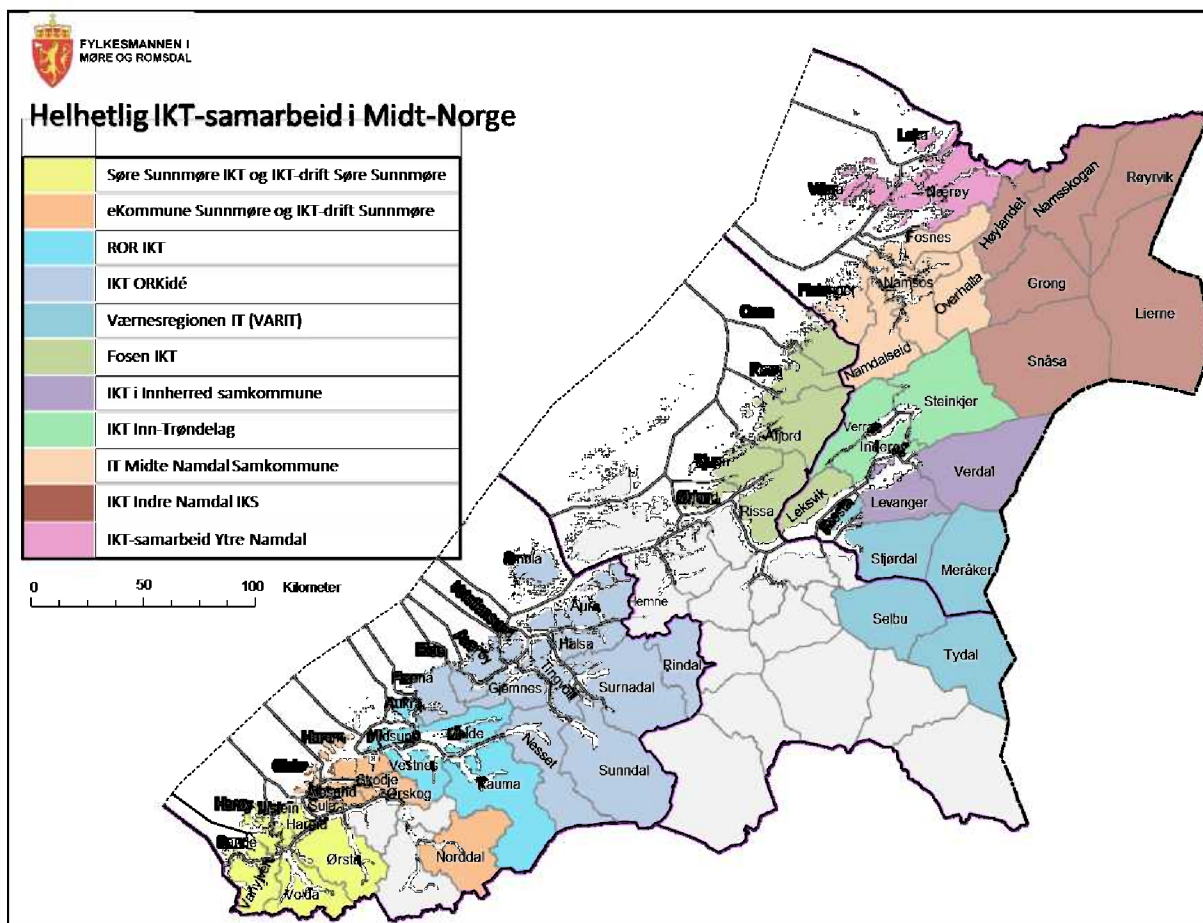 FYLKESMANNEN I
MØRE OG ROMSDAL
Helhetlig IKT-samarbeid i Midt-Norge
Søre Sunnmøre IKT og IKT-drift Søre Sunnmøre
eKommune Sunnmøre og IKT-drift Sunnmøre
ROR IKT
IKT ORKidé
Værnesregionen IT (VARIT)
Fosen IKT
IKT i Innherred samkommune
IKT Inn-Trøndelag
IT Midte Namdal Samkommune
IKT Indre Namdal IKS
IKT-samarbeid Ytre Namdal
0 50 100 Kilometer
Leka
Røyrvik
Namsskogan
Nærøy
Høylandet
Fosnes
Grong
Namsos
Overhalla
Lierne
Snåsa
Namdalseid
Steinkjer
Verran
Inderøy
Åfjord
Verdal
Levanger
Leksvik
Rissa
Stjørdal
Meråker
Selbu
Tydal
Hemne
Smøla
Aure
Halsa
Rindal
Tingvoll
Surnadal
Gjemnes
Fræna
Aukra
Midsund
Molde
Nesset
Sunndal
Vestnes
Rauma
Skodje
Ørskog
Sula
Hareid
Norddal
Ørsta
Volda
Vanylven